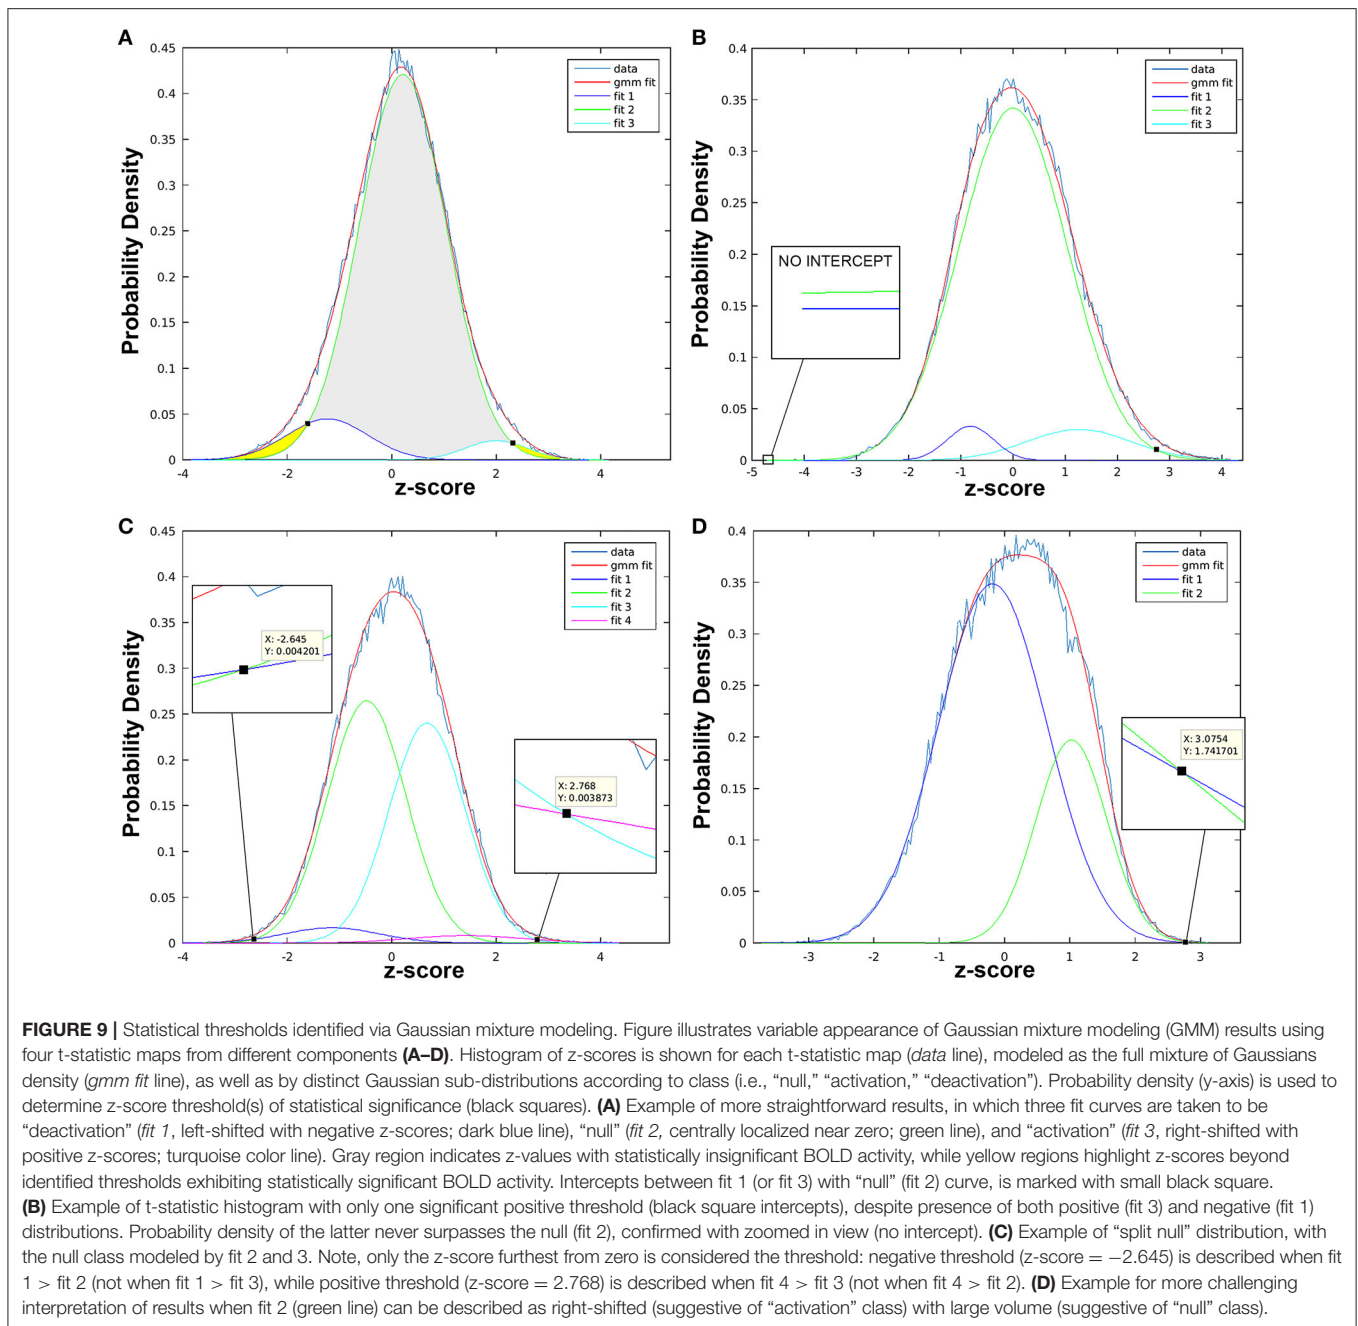 A
0.45
0.4
0.35
0.3
0.25
0.2
0.15
0.1
0.05
0
-4
-2
0
2
4
Probability Density
z-score
data
gmm fit
fit 1
fit 2
fit 3
B
0.4
0.35
0.3
0.25
0.2
0.15
0.1
0.05
0
-5
-4
-3
-2
-1
0
1
2
3
4
Probability Density
z-score
data
gmm fit
fit 1
fit 2
fit 3
NO INTERCEPT
C
0.45
0.4
0.35
0.3
0.25
0.2
0.15
0.1
0.05
0
-4
-2
0
2
4
Probability Density
z-score
data
gmm fit
fit 1
fit 2
fit 3
fit 4
X: -2.645
Y: 0.004201
X: 2.768
Y: 0.003873
D
0.4
0.35
0.3
0.25
0.2
0.15
0.1
0.05
0
-3
-2
-1
0
1
2
3
Probability Density
z-score
data
gmm fit
fit 1
fit 2
X: 3.0754
Y: 1.741701
FIGURE 9 | Statistical thresholds identified via Gaussian mixture modeling. Figure illustrates variable appearance of Gaussian mixture modeling (GMM) results using
four t-statistic maps from different components (A–D). Histogram of z-scores is shown for each t-statistic map (data line), modeled as the full mixture of Gaussians
density (gmm fit line), as well as by distinct Gaussian sub-distributions according to class (i.e., “null,” “activation,” “deactivation”). Probability density (y-axis) is used to
determine z-score threshold(s) of statistical significance (black squares). (A) Example of more straightforward results, in which three fit curves are taken to be
“deactivation” (fit 1, left-shifted with negative z-scores; dark blue line), “null” (fit 2, centrally localized near zero; green line), and “activation” (fit 3, right-shifted with
positive z-scores; turquoise color line). Gray region indicates z-values with statistically insignificant BOLD activity, while yellow regions highlight z-scores beyond
identified thresholds exhibiting statistically significant BOLD activity. Intercepts between fit 1 (or fit 3) with “null” (fit 2) curve, is marked with small black square.
(B) Example of t-statistic histogram with only one significant positive threshold (black square intercepts), despite presence of both positive (fit 3) and negative (fit 1)
distributions. Probability density of the latter never surpasses the null (fit 2), confirmed with zoomed in view (no intercept). (C) Example of “split null” distribution, with
the null class modeled by fit 2 and 3. Note, only the z-score furthest from zero is considered the threshold: negative threshold (z-score = −2.645) is described when fit
1 > fit 2 (not when fit 1 > fit 3), while positive threshold (z-score = 2.768) is described when fit 4 > fit 3 (not when fit 4 > fit 2). (D) Example for more challenging
interpretation of results when fit 2 (green line) can be described as right-shifted (suggestive of “activation” class) with large volume (suggestive of “null” class).